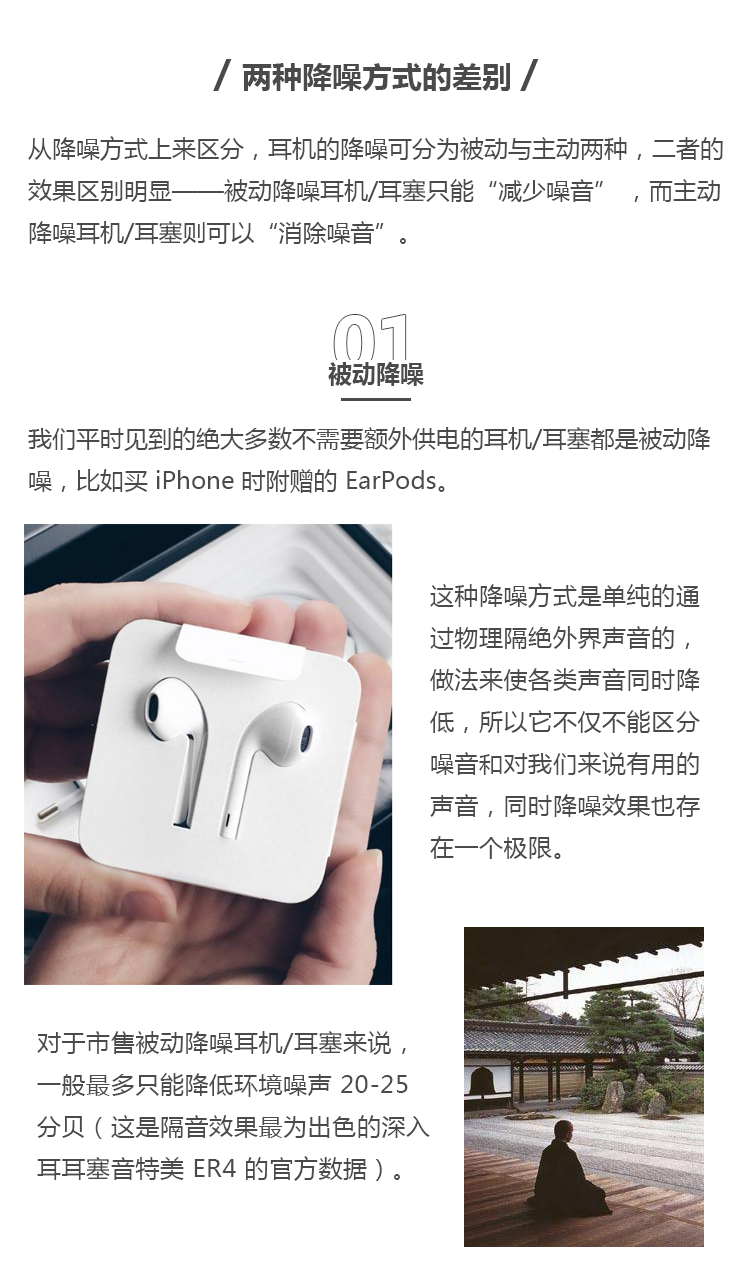 / 两种降噪方式的差别 /
从降噪方式上来区分，耳机的降噪可分为被动与主动两种，二者的
效果区别明显——被动降噪耳机/耳塞只能“减少噪音” ，而主动
降噪耳机/耳塞则可以“消除噪音”。
01
被动降噪
我们平时见到的绝大多数不需要额外供电的耳机/耳塞都是被动降
噪，比如买 iPhone 时附赠的 EarPods。
这种降噪方式是单纯的通
过物理隔绝外界声音的，
做法来使各类声音同时降
低，所以它不仅不能区分
噪音和对我们来说有用的
声音，同时降噪效果也存
在一个极限。
对于市售被动降噪耳机/耳塞来说，
一般最多只能降低环境噪声 20-25
分贝（这是隔音效果最为出色的深入
耳耳塞音特美 ER4 的官方数据）。